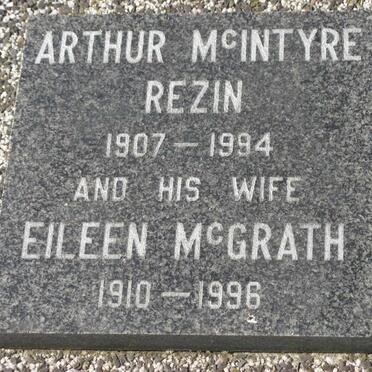 ARTHUR McINTYRE
REZIN
1907 — 1994
AND HIS WIFE
EILEEN McGRATH
1910 — 1996